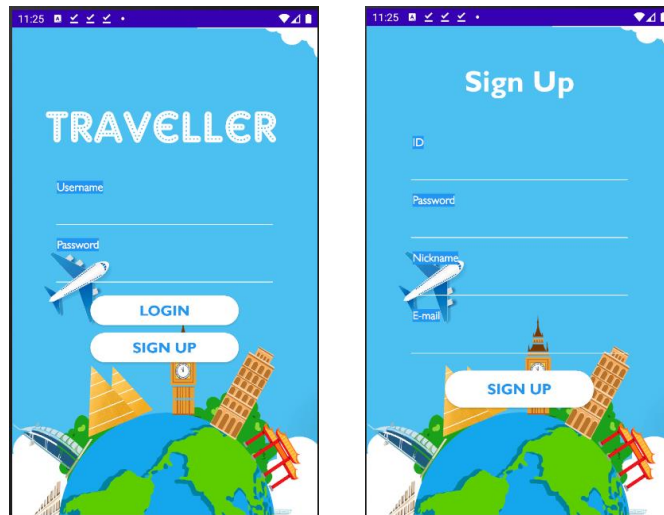 11:25
TRAVELLER
Username
Password
LOGIN
SIGN UP
11:25
Sign Up
ID
Password
Nickname
E-mail
SIGN UP